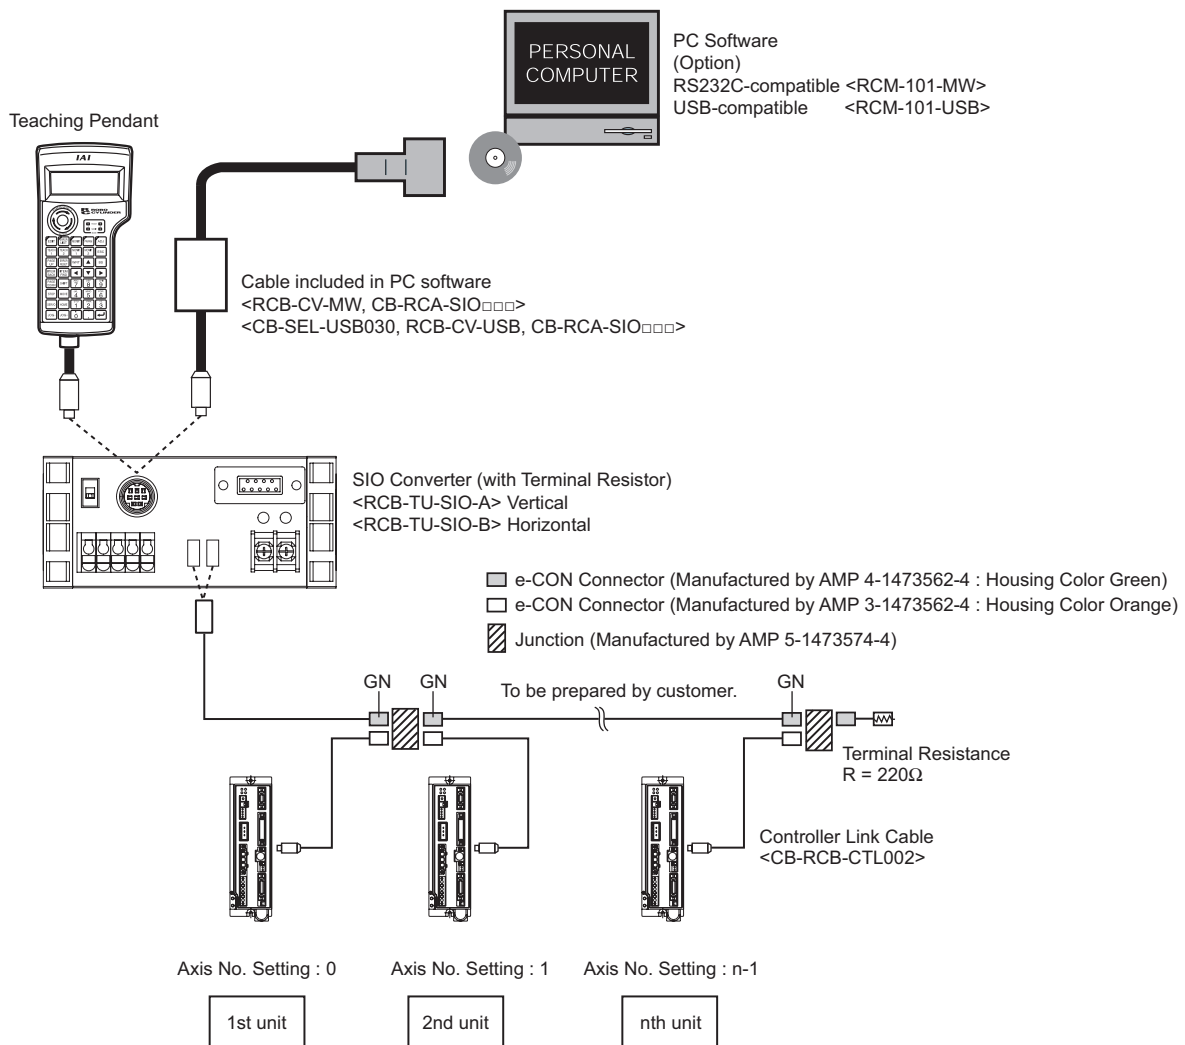 PERSONAL
COMPUTER
PC Software
(Option)
RS232C-compatible <RCM-101-MW>
USB-compatible <RCM-101-USB>
Teaching Pendant
IAI
ROBO
CYLINDER
Cable included in PC software
<RCB-CV-MW, CB-RCA-SIO□□□>
<CB-SEL-USB030, RCB-CV-USB, CB-RCA-SIO□□□>
SIO Converter (with Terminal Resistor)
<RCB-TU-SIO-A> Vertical
<RCB-TU-SIO-B> Horizontal
e-CON Connector (Manufactured by AMP 4-1473562-4 : Housing Color Green)
e-CON Connector (Manufactured by AMP 3-1473562-4 : Housing Color Orange)
Junction (Manufactured by AMP 5-1473574-4)
GN GN To be prepared by customer. GN
Terminal Resistance
R = 220Ω
Controller Link Cable
<CB-RCB-CTL002>
Axis No. Setting : 0 Axis No. Setting : 1 Axis No. Setting : n-1
1st unit 2nd unit nth unit